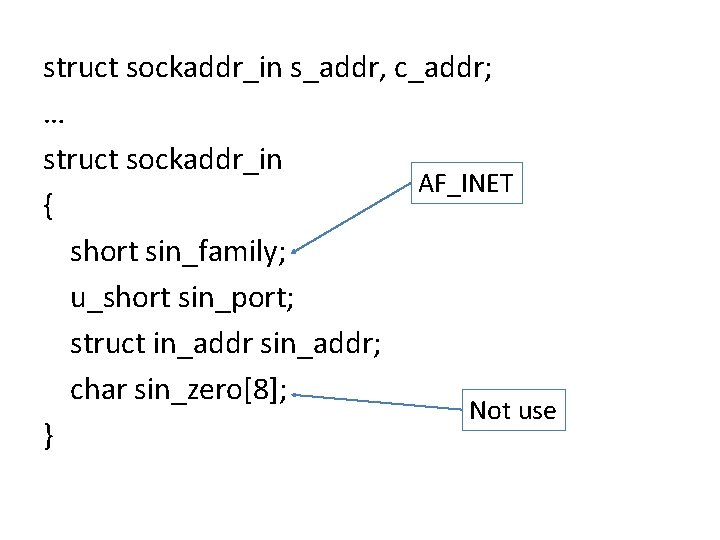 struct sockaddr_in s_addr, c_addr;
…
struct sockaddr_in
AF_INET
{
short sin_family;
u_short sin_port;
struct in_addr sin_addr;
char sin_zero[8];
Not use
}